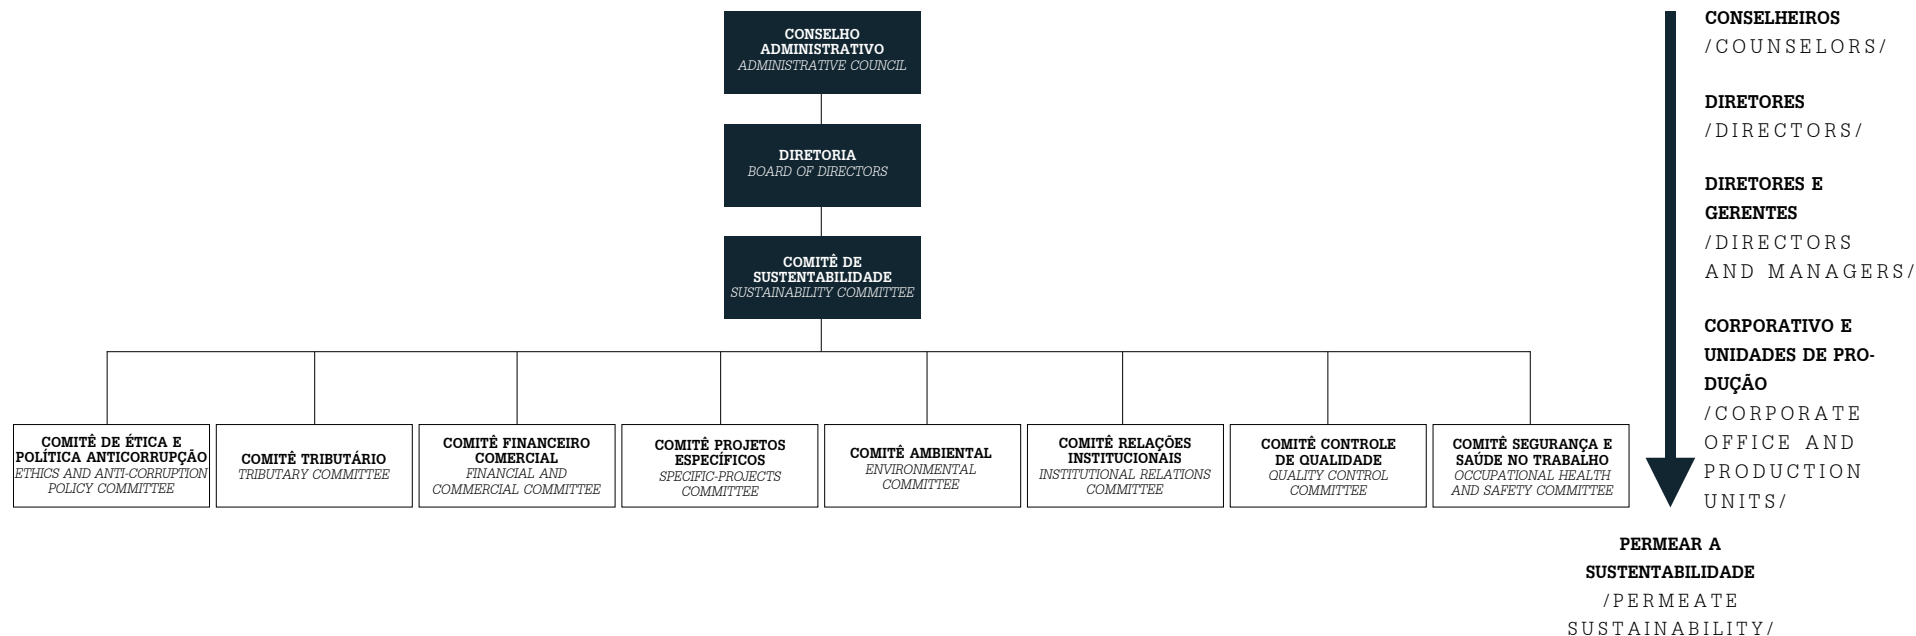 CONSELHO
ADMINISTRATIVO
ADMINISTRATIVE COUNCIL
DIRETORIA
BOARD OF DIRECTORS
COMITÊ DE
SUSTENTABILIDADE
SUSTAINABILITY COMMITTEE
COMITÊ DE ÉTICA E
POLÍTICA ANTICORRUPÇÃO
ETHICS AND ANTI-CORRUPTION
POLICY COMMITTEE
COMITÊ TRIBUTÁRIO
TRIBUTARY COMMITTEE
COMITÊ FINANCEIRO
COMERCIAL
FINANCIAL AND
COMMERCIAL COMMITTEE
COMITÊ PROJETOS
ESPECÍFICOS
SPECIFIC-PROJECTS
COMMITTEE
COMITÊ AMBIENTAL
ENVIRONMENTAL
COMMITTEE
COMITÊ RELAÇÕES
INSTITUCIONAIS
INSTITUTIONAL RELATIONS
COMMITTEE
COMITÊ CONTROLE
DE QUALIDADE
QUALITY CONTROL
COMMITTEE
COMITÊ SEGURANÇA E
SAÚDE NO TRABALHO
OCCUPATIONAL HEALTH
AND SAFETY COMMITTEE
CONSELHEIROS
/COUNSELORS/
DIRETORES
/DIRECTORS/
DIRETORES E
GERENTES
/DIRECTORS
AND MANAGERS/
CORPORATIVO E
UNIDADES DE PRO-
DUÇÃO
/CORPORATE
OFFICE AND
PRODUCTION
UNITS/
PERMEAR A
SUSTENTABILIDADE
/PERMEATE
SUSTAINABILITY/